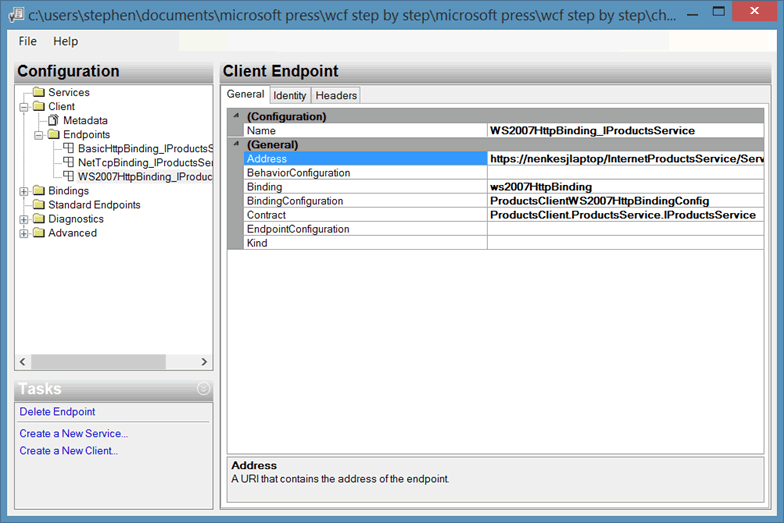 c:\users\stephen\documents\microsoft press\wcf step by step\microsoft press\wcf step by step\ch...
File Help
Configuration
Services
Client
Metadata
Endpoints
BasicHttpBinding_IProductsS
NetTcpBinding_IProductsSe
WS2007HttpBinding_IProduc
Bindings
Standard Endpoints
Diagnostics
Advanced
Tasks
Delete Endpoint
Create a New Service...
Create a New Client...
Client Endpoint
General Identity Headers
(Configuration)
Name WS2007HttpBinding_IProductsService
(General)
Address https://nenkesjlaptop/InternetProductsService/Serv
BehaviorConfiguration
Binding ws2007HttpBinding
BindingConfiguration ProductsClientWS2007HttpBindingConfig
Contract ProductsClient.ProductsService.IProductsService
EndpointConfiguration
Kind
Address
A URI that contains the address of the endpoint.